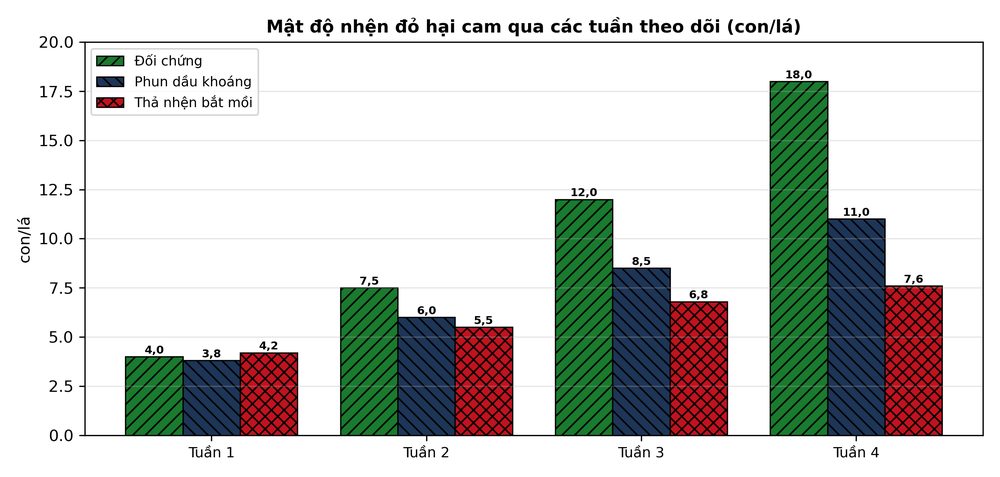 Mật độ nhện đỏ hại cam qua các tuần theo dõi (con/lá)
con/lá
20.0
17.5
15.0
12.5
10.0
7.5
5.0
2.5
0.0
Đối chứng
Phun dầu khoáng
Thả nhện bắt mồi
4,0
3,8
4,2
7,5
6,0
5,5
12,0
8,5
6,8
18,0
11,0
7,6
Tuần 1
Tuần 2
Tuần 3
Tuần 4